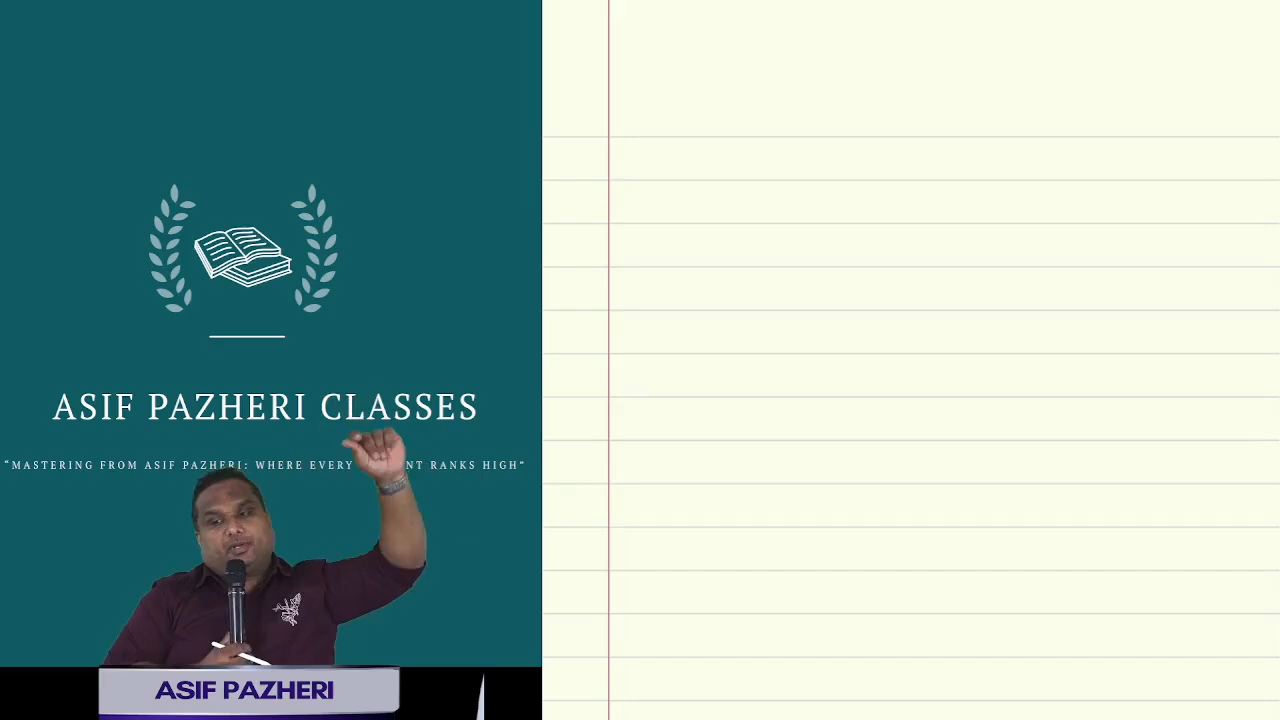 ASIF PAZHERI CLASSES
"MASTERING FROM ASIF PAZHERI: WHERE EVERY NT RANKS HIGH"
ASIF PAZHERI